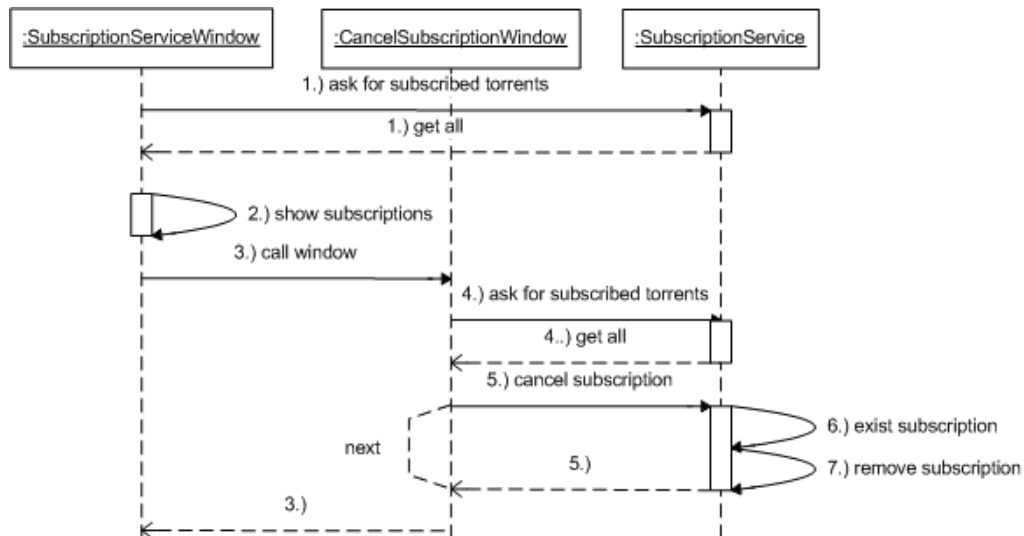 :SubscriptionServiceWindow
:CancelSubscriptionWindow
:SubscriptionService
1.) ask for subscribed torrents
1.) get all
2.) show subscriptions
3.) call window
4.) ask for subscribed torrents
4..) get all
5.) cancel subscription
6.) exist subscription
next
5.)
7.) remove subscription
3.)